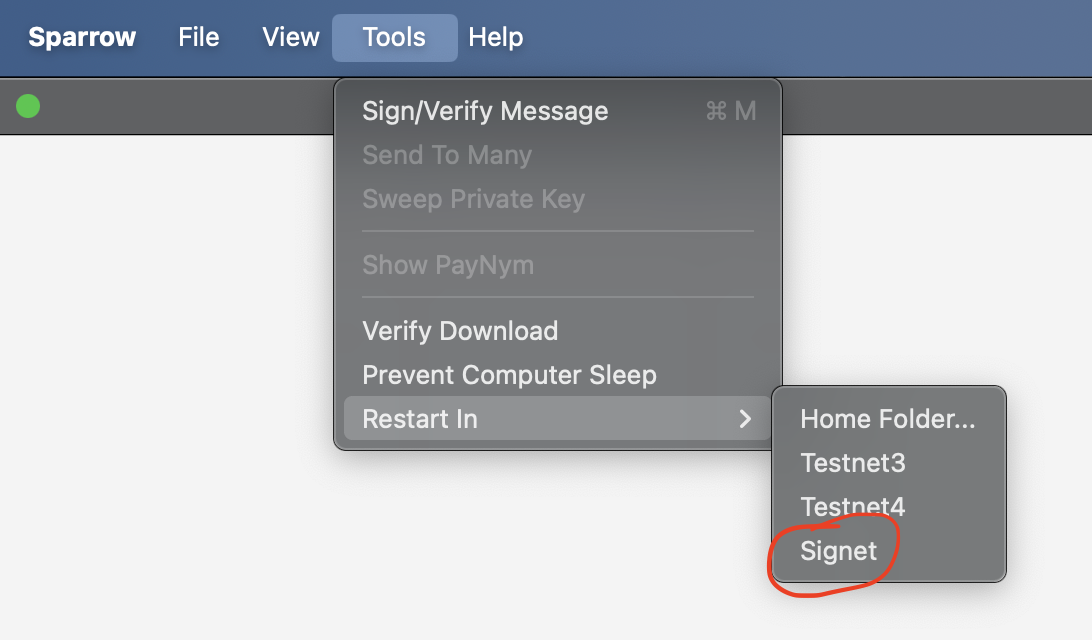 Sparrow File View Tools Help
Sign/Verify Message ⌘ M
Send To Many
Sweep Private Key
Show PayNym
Verify Download
Prevent Computer Sleep
Restart In
Home Folder...
Testnet3
Testnet4
Signet